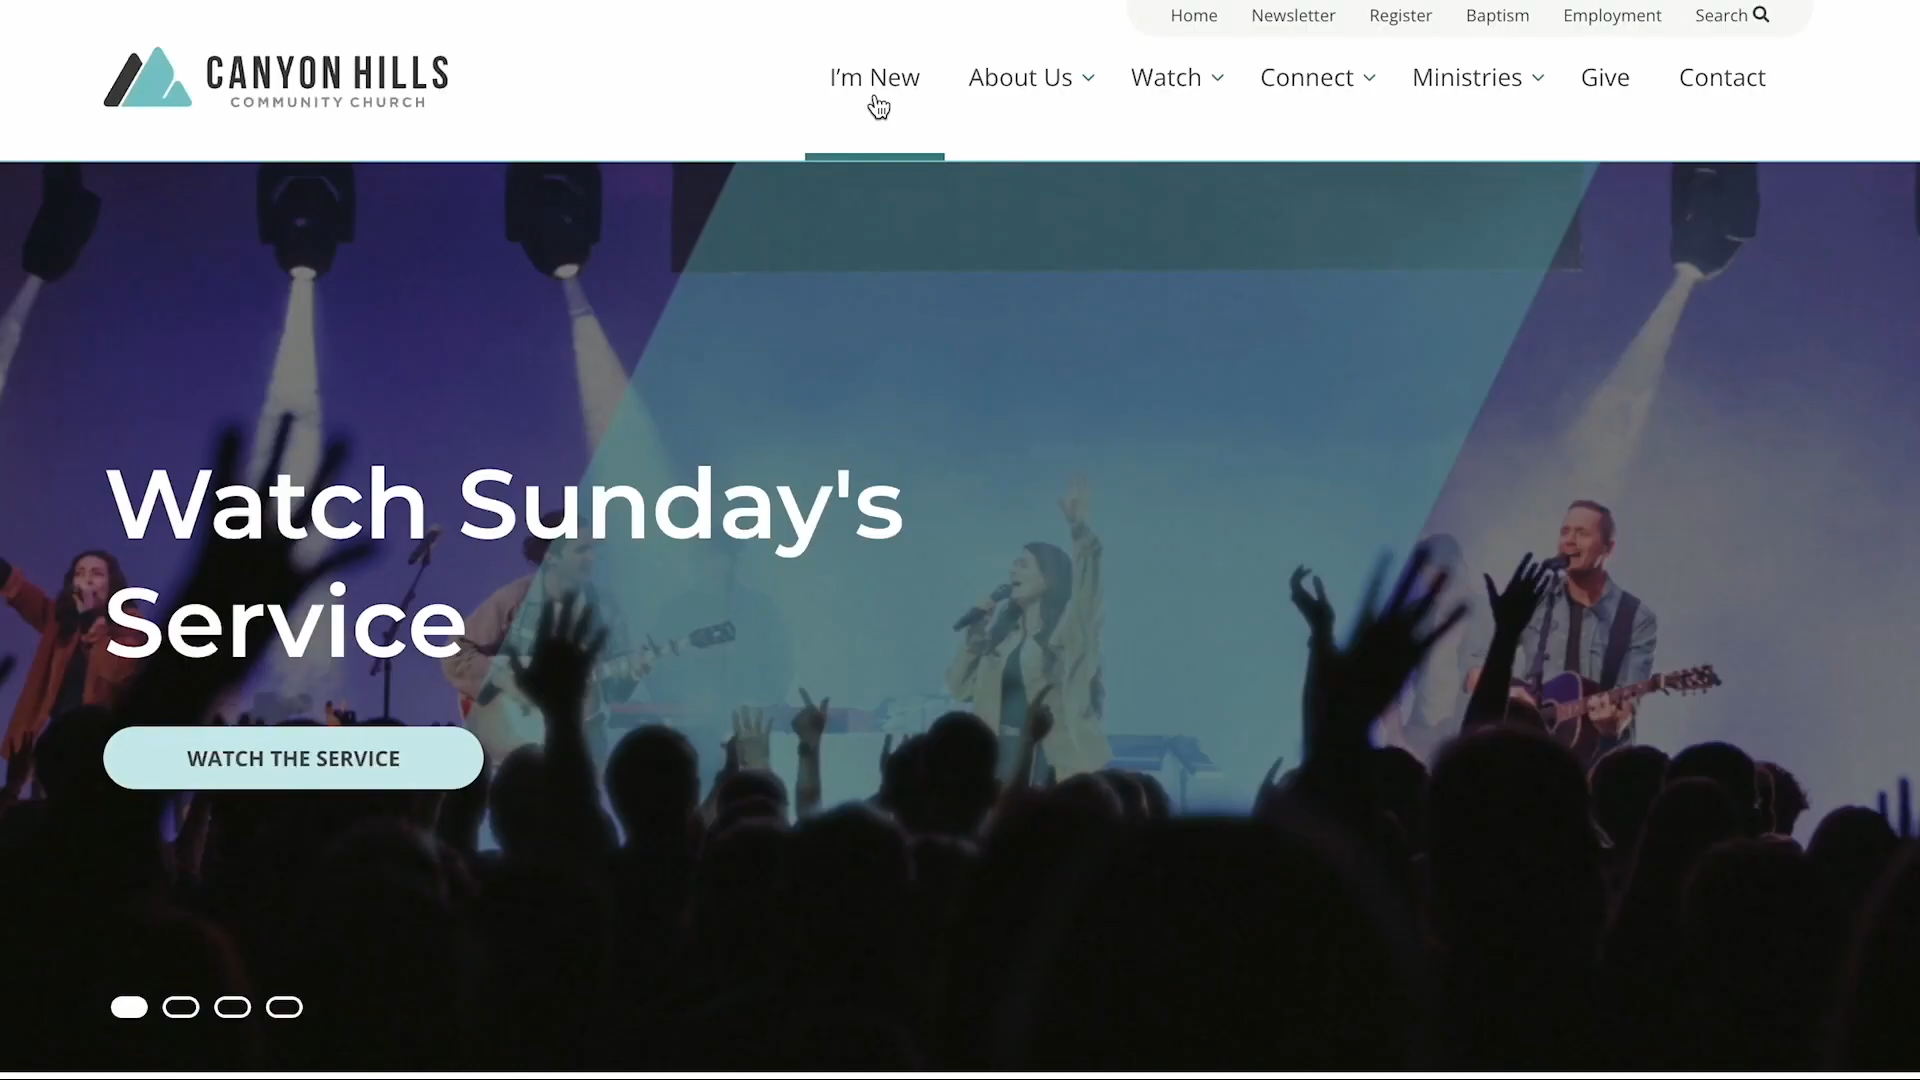 Home Newsletter Register Baptism Employment Search
CANYON HILLS
COMMUNITY CHURCH
I'm New About Us Watch Connect Ministries Give Contact
Watch Sunday's
Service
WATCH THE SERVICE